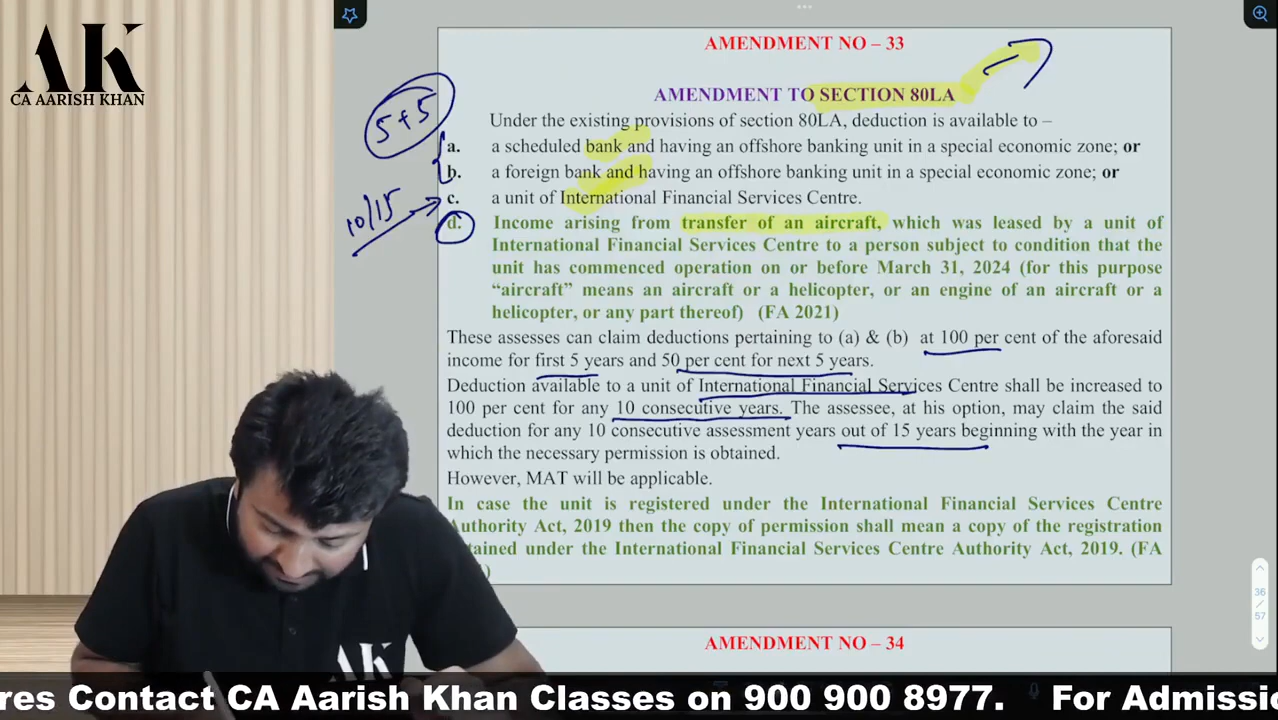 AK
CA AARISH KHAN
AMENDMENT NO – 33
AMENDMENT TO SECTION 80LA
5+5
Under the existing provisions of section 80LA, deduction is available to –
a. a scheduled bank and having an offshore banking unit in a special economic zone; or
b. a foreign bank and having an offshore banking unit in a special economic zone; or
10/15
c. a unit of International Financial Services Centre.
d. Income arising from transfer of an aircraft, which was leased by a unit of
International Financial Services Centre to a person subject to condition that the
unit has commenced operation on or before March 31, 2024 (for this purpose
“aircraft” means an aircraft or a helicopter, or an engine of an aircraft or a
helicopter, or any part thereof) (FA 2021)
These assesses can claim deductions pertaining to (a) & (b) at 100 per cent of the aforesaid
income for first 5 years and 50 per cent for next 5 years.
Deduction available to a unit of International Financial Services Centre shall be increased to
100 per cent for any 10 consecutive years. The assessee, at his option, may claim the said
deduction for any 10 consecutive assessment years out of 15 years beginning with the year in
which the necessary permission is obtained.
However, MAT will be applicable.
In case the unit is registered under the International Financial Services Centre
Authority Act, 2019 then the copy of permission shall mean a copy of the registration
obtained under the International Financial Services Centre Authority Act, 2019. (FA
36
/
57
AMENDMENT NO – 34
AK
res Contact CA Aarish Khan Classes on 900 900 8977. For Admissio